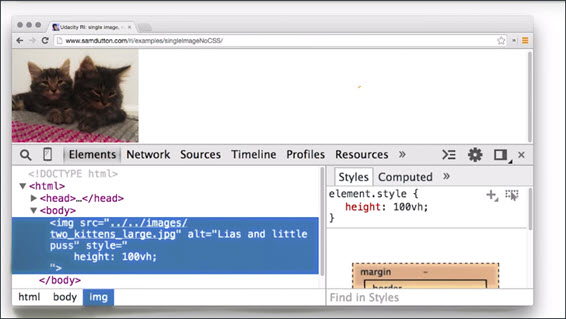 Udacity RI: single image,
www.samdutton.com/ri/examples/singleImageNoCSS/
Elements Network Sources Timeline Profiles Resources »
<!DOCTYPE html>
▼<html>
▶<head>…</head>
▼<body>
<img src="../../images/
two_kittens_large.jpg" alt="Lias and little
puss" style="
height: 100vh;
">
</body>
html body img
Styles Computed »
element.style {
height: 100vh;
}
margin –
border
Find in Styles